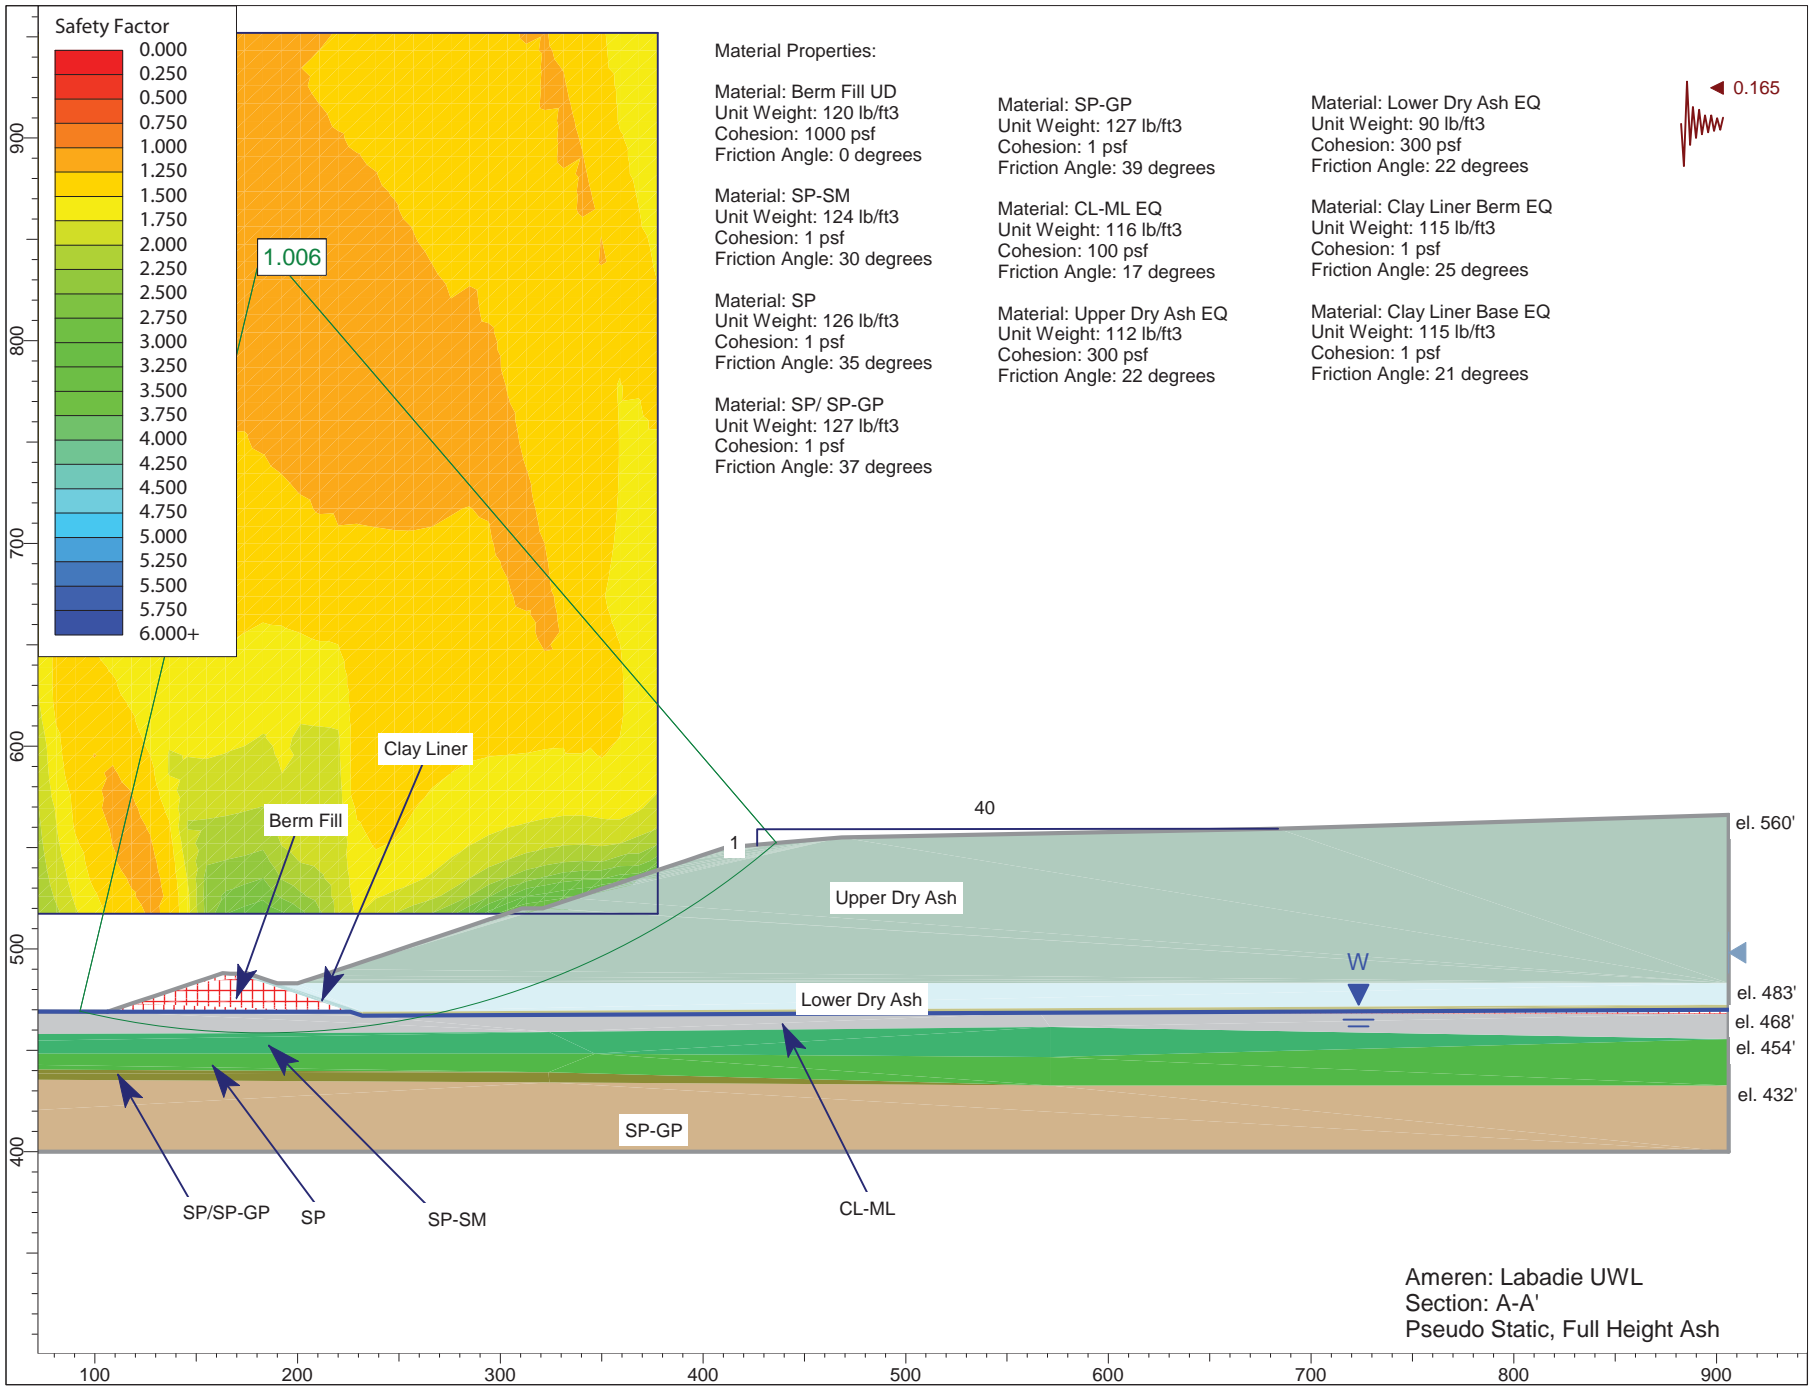 Safety Factor
0.000
0.250
0.500
0.750
1.000
1.250
1.500
1.750
2.000
2.250
2.500
2.750
3.000
3.250
3.500
3.750
4.000
4.250
4.500
4.750
5.000
5.250
5.500
5.750
6.000+
Material Properties:
Material: Berm Fill UD
Unit Weight: 120 lb/ft3
Cohesion: 1000 psf
Friction Angle: 0 degrees
Material: SP-SM
Unit Weight: 124 lb/ft3
Cohesion: 1 psf
Friction Angle: 30 degrees
Material: SP
Unit Weight: 126 lb/ft3
Cohesion: 1 psf
Friction Angle: 35 degrees
Material: SP/ SP-GP
Unit Weight: 127 lb/ft3
Cohesion: 1 psf
Friction Angle: 37 degrees
Material: SP-GP
Unit Weight: 127 lb/ft3
Cohesion: 1 psf
Friction Angle: 39 degrees
Material: CL-ML EQ
Unit Weight: 116 lb/ft3
Cohesion: 100 psf
Friction Angle: 17 degrees
Material: Upper Dry Ash EQ
Unit Weight: 112 lb/ft3
Cohesion: 300 psf
Friction Angle: 22 degrees
Material: Lower Dry Ash EQ
Unit Weight: 90 lb/ft3
Cohesion: 300 psf
Friction Angle: 22 degrees
Material: Clay Liner Berm EQ
Unit Weight: 115 lb/ft3
Cohesion: 1 psf
Friction Angle: 25 degrees
Material: Clay Liner Base EQ
Unit Weight: 115 lb/ft3
Cohesion: 1 psf
Friction Angle: 21 degrees
0.165
1.006
900
800
700
600
500
400
Clay Liner
Berm Fill
40
1
el. 560'
Upper Dry Ash
W
Lower Dry Ash
el. 483'
el. 468'
el. 454'
el. 432'
SP-GP
SP/SP-GP
SP
SP-SM
CL-ML
Ameren: Labadie UWL
Section: A-A'
Pseudo Static, Full Height Ash
100
200
300
400
500
600
700
800
900